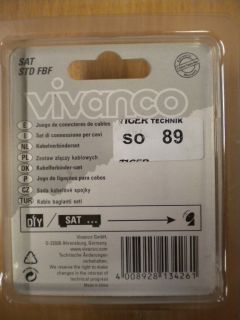 SAT
STD FBF
vivanco
TIGER TECHNIK
so 89
TIGER
E Juego de conectores de cables
I Set di connessione per cavi
NL Kabelverbinderset
PL Zestaw złączy kablowych
DK Kabelforbinder-sæt
P Jogo de ligações para cabos
CZ Sada kabelové spojky
TUR Kablo baglanti seti
DIY SAT ...
Vivanco GmbH,
D-22926 Ahrensburg, Germany
www.vivanco.com
Technische Änderungen
vorbehalten.
We reserve the right to make
changes in the interest of
technical progress
Made in China
4 008928 134261